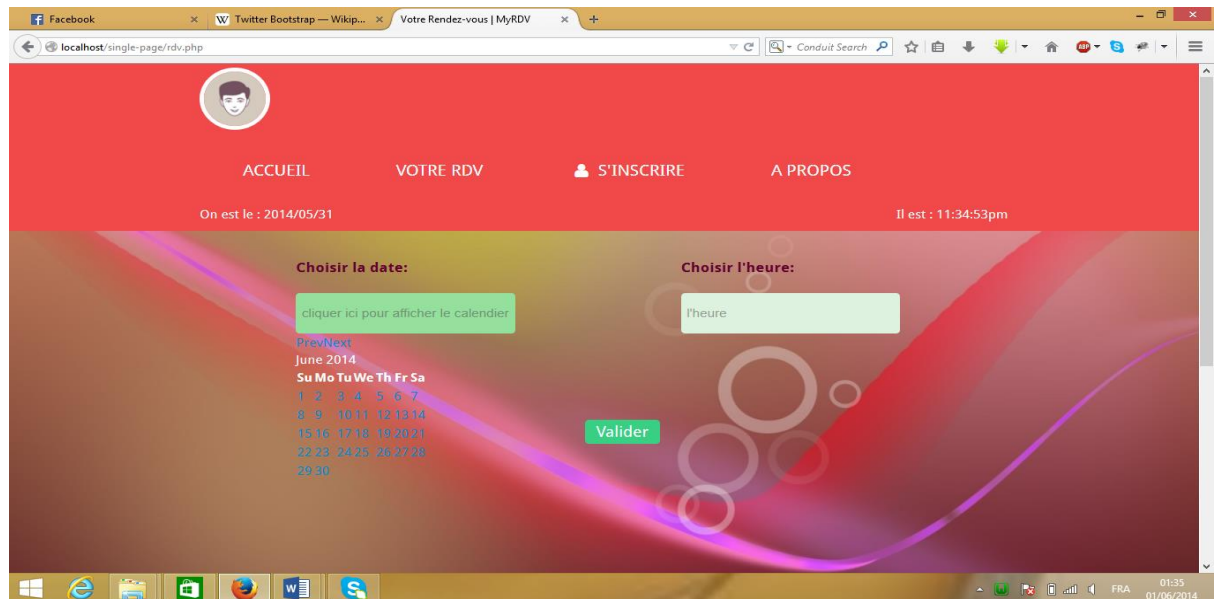 Facebook
Twitter Bootstrap — Wikip...
Votre Rendez-vous | MyRDV
localhost/single-page/rdv.php
Conduit Search
ABP
ACCUEIL
VOTRE RDV
S'INSCRIRE
A PROPOS
On est le : 2014/05/31
Il est : 11:34:53pm
Choisir la date:
Choisir l'heure:
cliquer ici pour afficher le calendier
l'heure
PrevNext
June 2014
Su Mo Tu We Th Fr Sa
1 2 3 4 5 6 7
8 9 10 11 12 13 14
15 16 17 18 19 20 21
22 23 24 25 26 27 28
29 30
Valider
FRA
01:35
01/06/2014